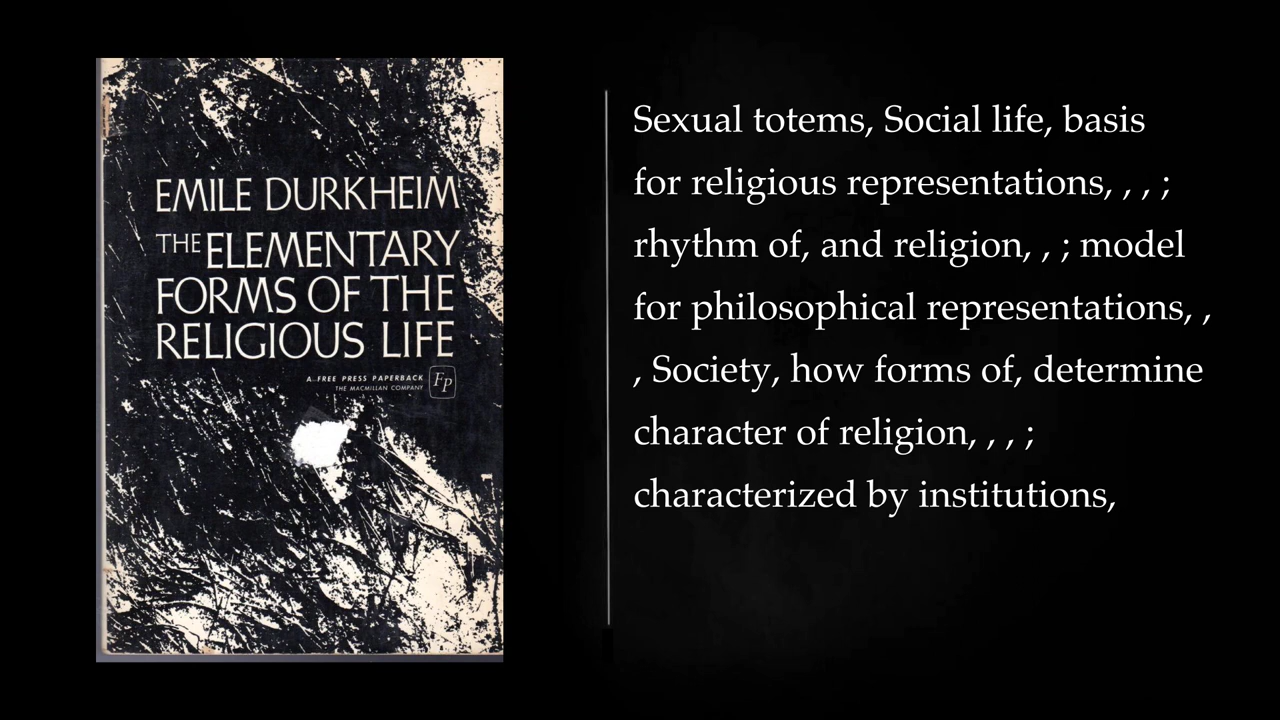 EMILE DURKHEIM
THE ELEMENTARY
FORMS OF THE
RELIGIOUS LIFE
A FREE PRESS PAPERBACK
THE MACMILLAN COMPANY
FP
Sexual totems, Social life, basis
for religious representations, , , ;
rhythm of, and religion, , ; model
for philosophical representations, ,
, Society, how forms of, determine
character of religion, , , ;
characterized by institutions,